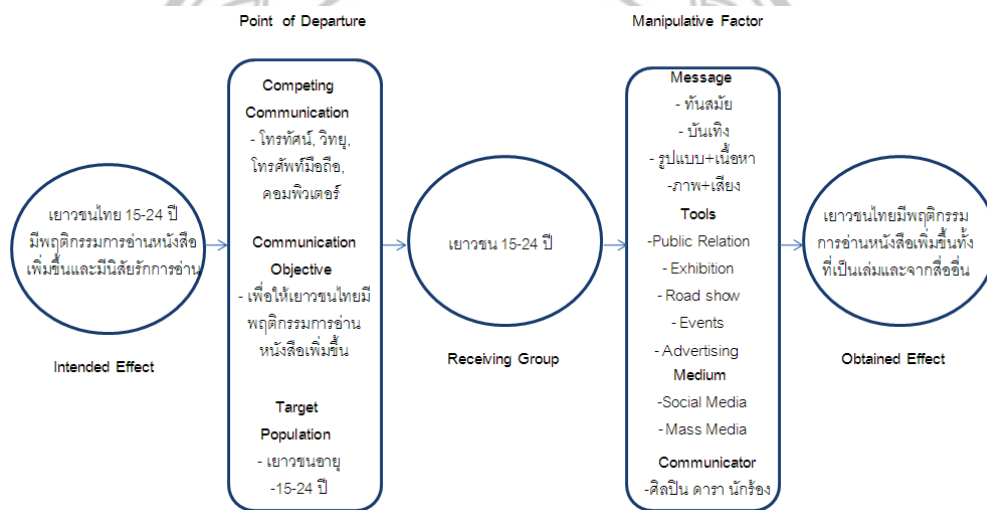 Point of Departure
Manipulative Factor
เยาวชนไทย 15-24 ปี
มีพฤติกรรมการอ่านหนังสือ
เพิ่มขึ้นและมีนิสัยรักการอ่าน
Intended Effect
Competing
Communication
- โทรทัศน์, วิทยุ,
โทรศัพท์มือถือ,
คอมพิวเตอร์
Communication
Objective
- เพื่อให้เยาวชนไทยมี
พฤติกรรมการอ่าน
หนังสือเพิ่มขึ้น
Target
Population
- เยาวชนอายุ
-15-24 ปี
เยาวชน 15-24 ปี
Receiving Group
Message
- ทันสมัย
- บันเทิง
- รูปแบบ+เนื้อหา
-ภาพ+เสียง
Tools
-Public Relation
- Exhibition
- Road show
- Events
- Advertising
Medium
-Social Media
- Mass Media
Communicator
-ศิลปิน ดารา นักร้อง
เยาวชนไทยมีพฤติกรรม
การอ่านหนังสือเพิ่มขึ้นทั้ง
ที่เป็นเล่มและจากสื่ออื่น
Obtained Effect